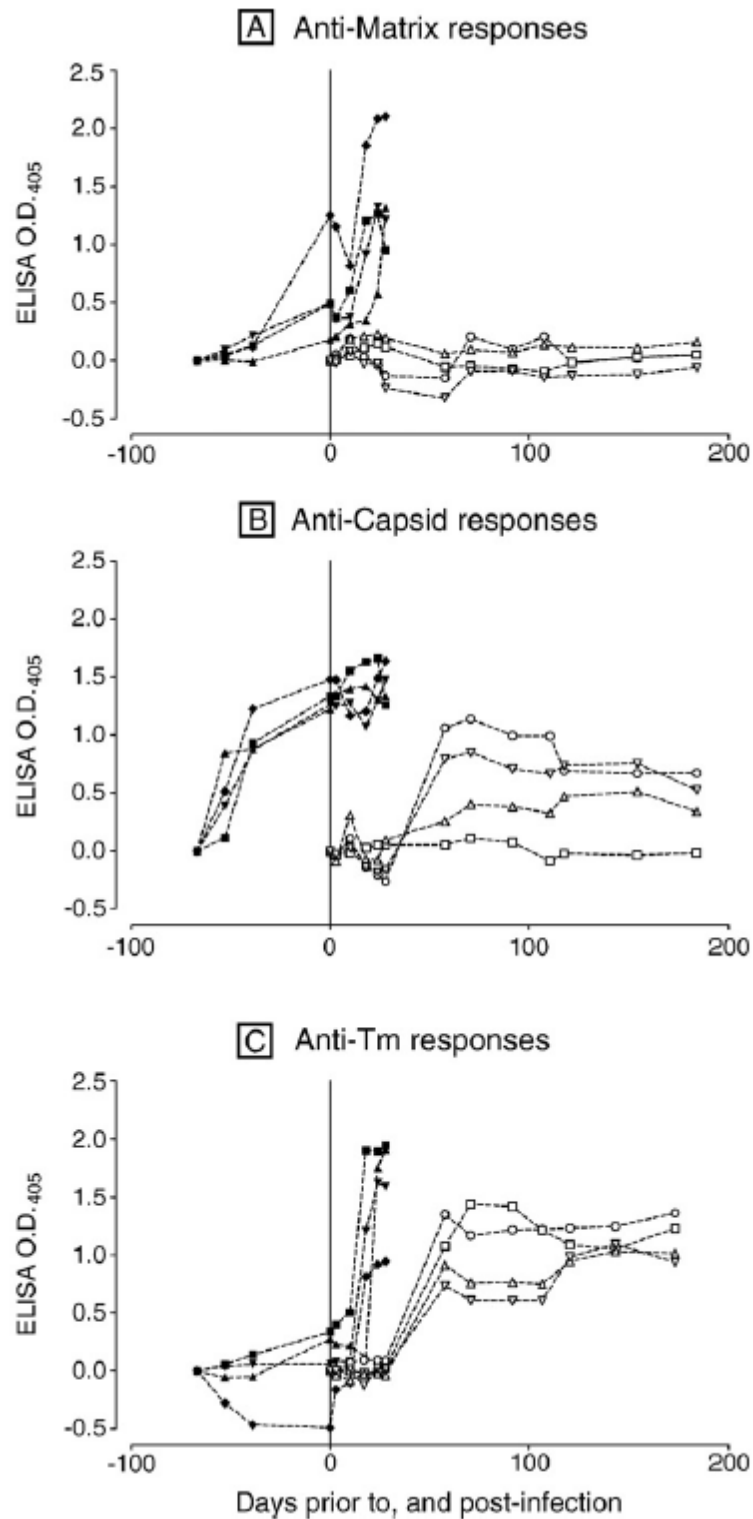 A Anti-Matrix responses
2.5
2.0
1.5
1.0
0.5
0.0
-0.5
ELISA O.D.405
-100 0 100 200
B Anti-Capsid responses
2.5
2.0
1.5
1.0
0.5
0.0
-0.5
ELISA O.D.405
-100 0 100 200
C Anti-Tm responses
2.5
2.0
1.5
1.0
0.5
0.0
-0.5
ELISA O.D.405
-100 0 100 200
Days prior to, and post-infection